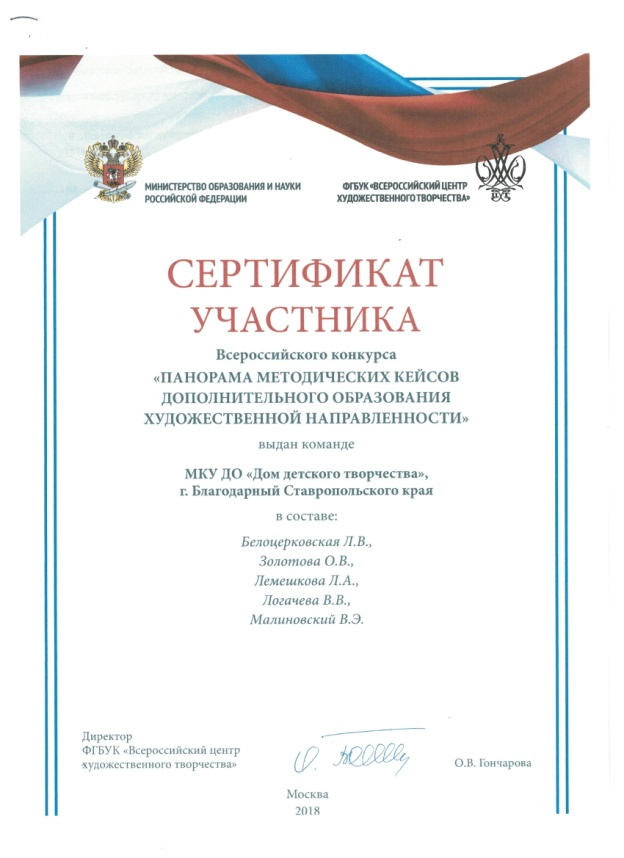 МИНИСТЕРСТВО ОБРАЗОВАНИЯ И НАУКИ
РОССИЙСКОЙ ФЕДЕРАЦИИ
ФГБУК «ВСЕРОССИЙСКИЙ ЦЕНТР
ХУДОЖЕСТВЕННОГО ТВОРЧЕСТВА»
СЕРТИФИКАТ
УЧАСТНИКА
Всероссийского конкурса
«ПАНОРАМА МЕТОДИЧЕСКИХ КЕЙСОВ
ДОПОЛНИТЕЛЬНОГО ОБРАЗОВАНИЯ
ХУДОЖЕСТВЕННОЙ НАПРАВЛЕННОСТИ»
выдан команде
МКУ ДО «Дом детского творчества»,
г. Благодарный Ставропольского края
в составе:
Белоцерковская Л.В.,
Золотова О.В.,
Лемешкова Л.А.,
Логачева В.В.,
Малиновский В.Э.
Директор
ФГБУК «Всероссийский центр
художественного творчества»
О.В. Гончарова
Москва
2018